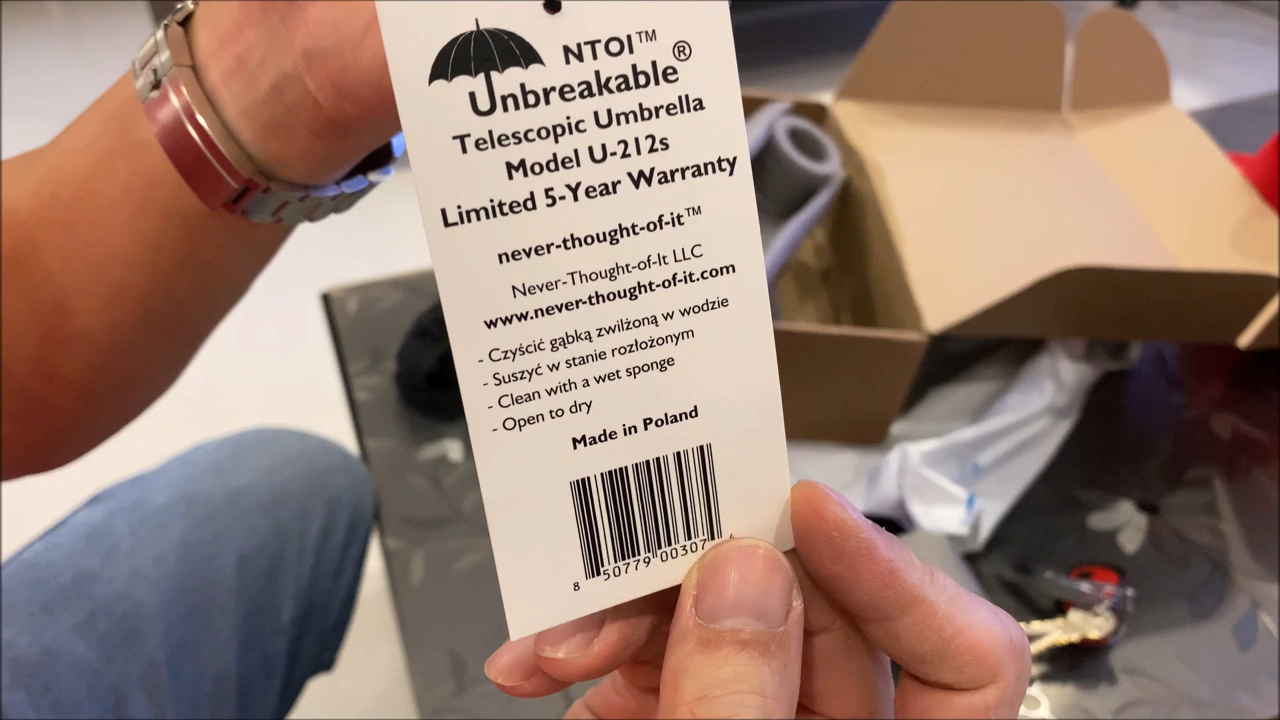 NTOI™
Unbreakable®
Telescopic Umbrella
Model U-212s
Limited 5-Year Warranty
never-thought-of-it™
Never-Thought-of-It LLC
www.never-thought-of-it.com
- Czyścić gąbką zwilżoną w wodzie
- Suszyć w stanie rozłożonym
- Clean with a wet sponge
- Open to dry
Made in Poland
8 50779 00307